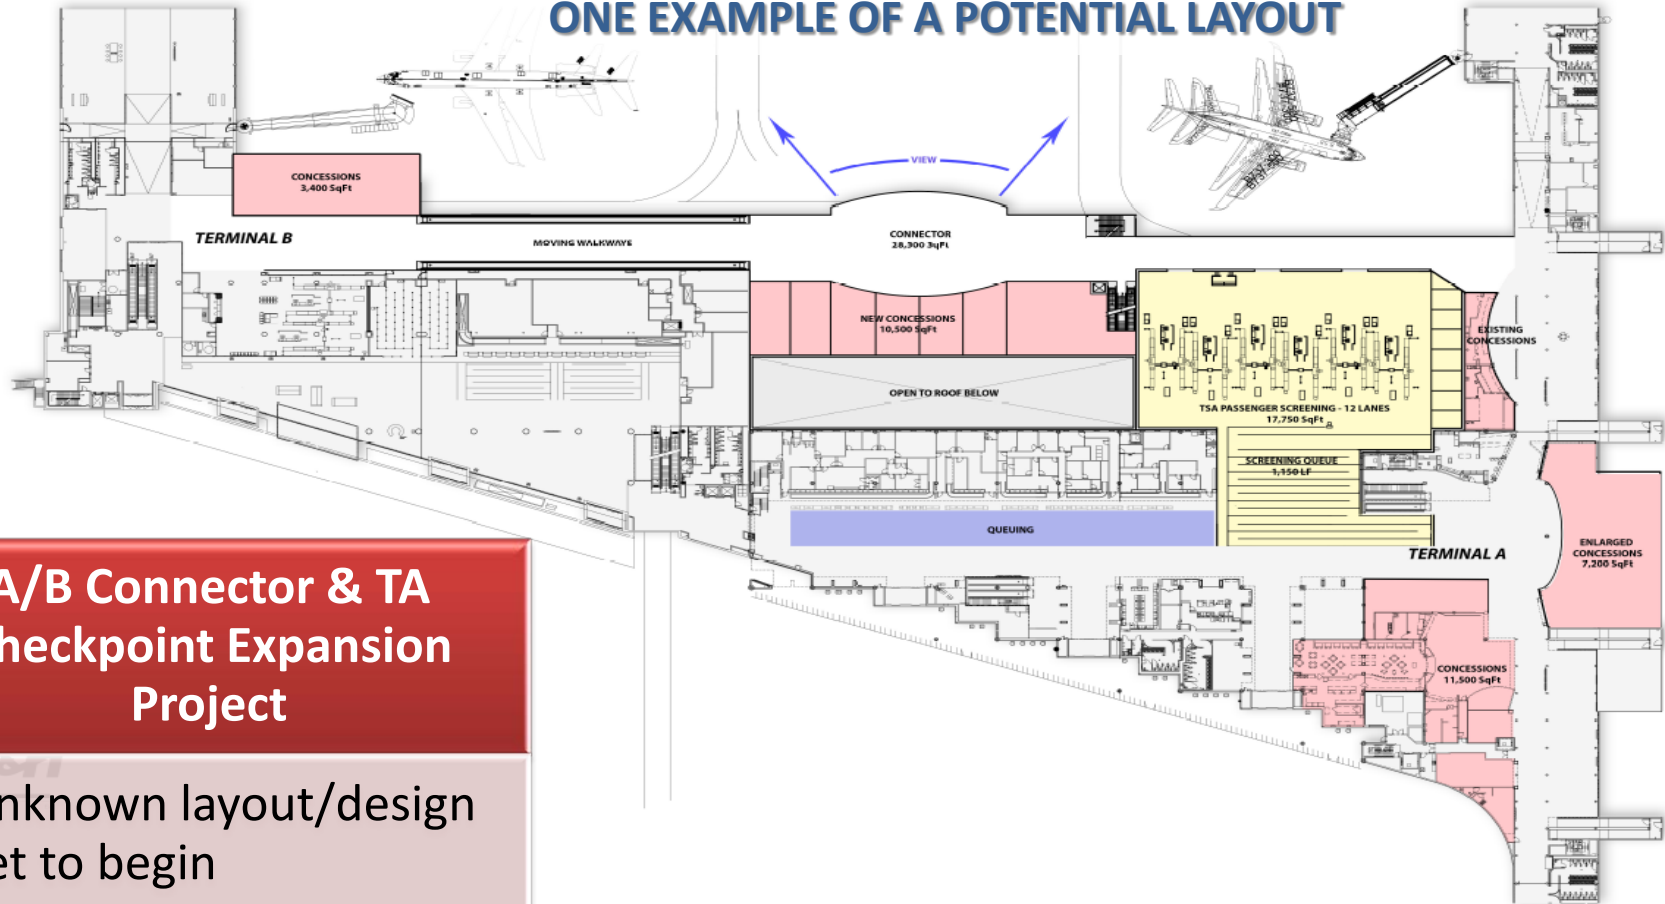 ONE EXAMPLE OF A POTENTIAL LAYOUT
VIEW
CONCESSIONS
3,400 SqFt
TERMINAL B
MOVING WALKWAYS
CONNECTOR
28,300 SqFt
NEW CONCESSIONS
10,500 SqFt
EXISTING
CONCESSIONS
OPEN TO ROOF BELOW
TSA PASSENGER SCREENING - 12 LANES
17,750 SqFt
SCREENING QUEUE
1,150 LF
QUEUING
TERMINAL A
ENLARGED
CONCESSIONS
7,200 SqFt
CONCESSIONS
11,500 SqFt
A/B Connector & TA
heckpoint Expansion
Project
nknown layout/design
et to begin